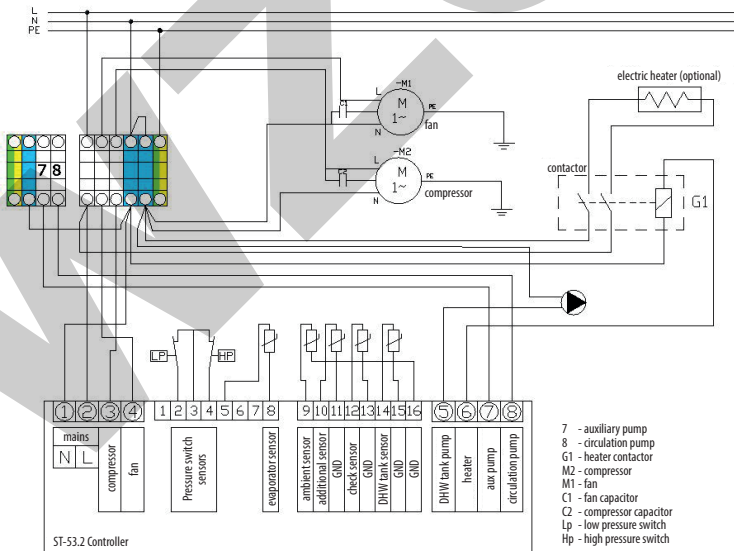 L
N
PE
-M1
L
C1
M
1~
PE
N
fan
-M2
L
C2
M
1~
PE
N
compressor
electric heater (optional)
contactor
G1
7 8
LP
HP
1 2 3 4
1 2 3 4 5 6 7 8
9 10 11 12 13 14 15 16
5 6 7 8
mains
N L
compressor
fan
Pressure switch
sensors
evaporator sensor
ambient sensor
additional sensor
GND
check sensor
GND
DHW tank sensor
GND
GND
DHW tank pump
heater
aux pump
circulation pump
ST-53.2 Controller
7 - auxiliary pump
8 - circulation pump
G1 - heater contactor
M2 - compressor
M1 - fan
C1 - fan capacitor
C2 - compressor capacitor
Lp - low pressure switch
Hp - high pressure switch